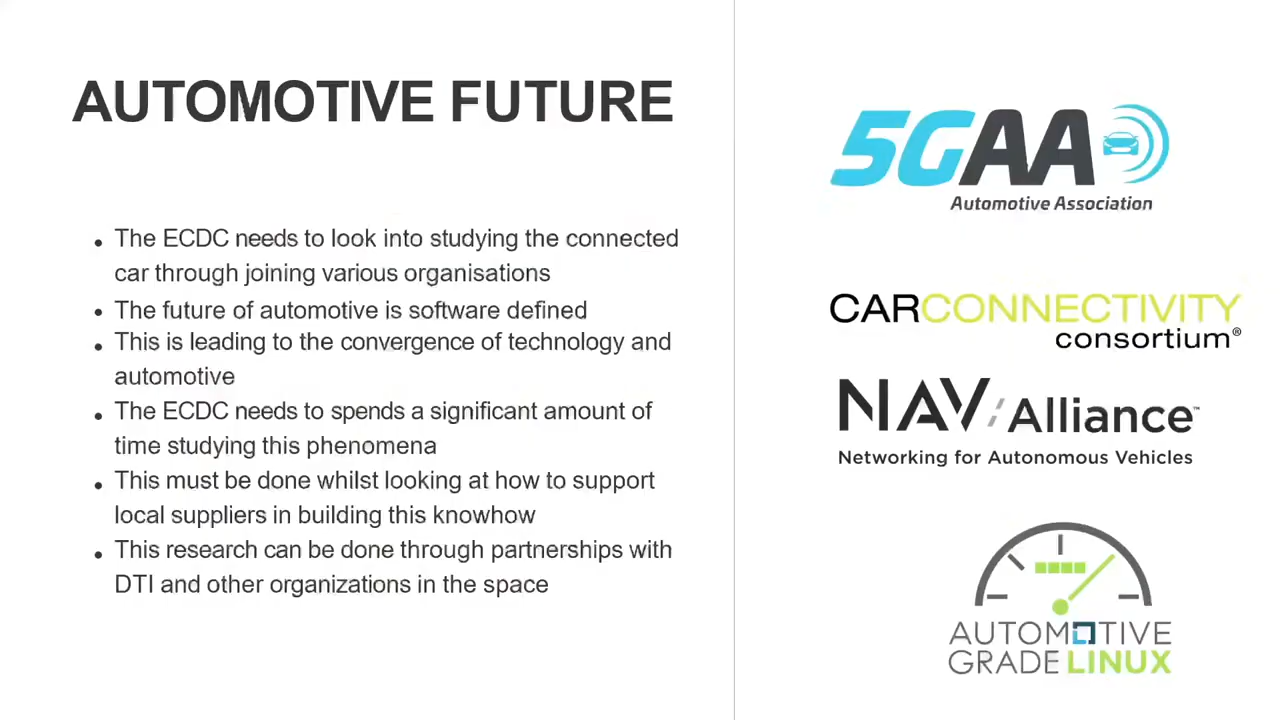 AUTOMOTIVE FUTURE
• The ECDC needs to look into studying the connected
car through joining various organisations
• The future of automotive is software defined
• This is leading to the convergence of technology and
automotive
• The ECDC needs to spends a significant amount of
time studying this phenomena
• This must be done whilst looking at how to support
local suppliers in building this knowhow
• This research can be done through partnerships with
DTI and other organizations in the space
5GAA
Automotive Association
CARCONNECTIVITY
consortium®
NAV Alliance™
Networking for Autonomous Vehicles
AUTOMOTIVE
GRADE LINUX